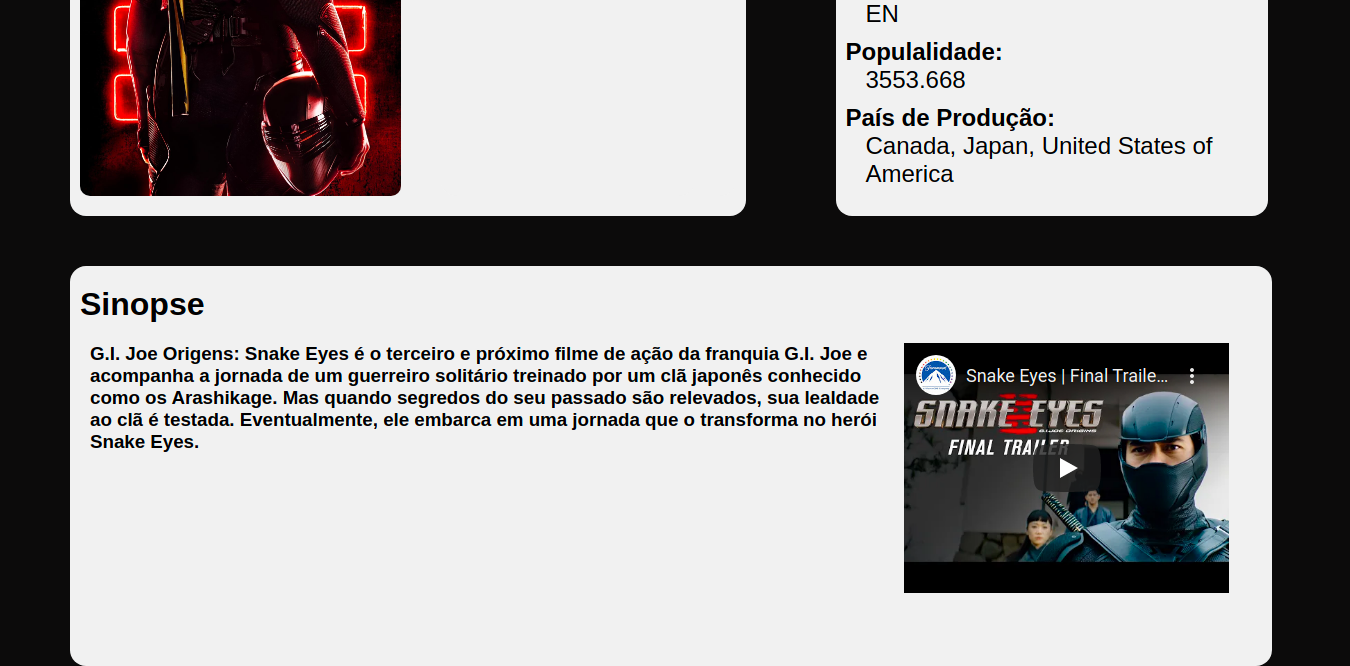 EN
Populalidade:
3553.668
País de Produção:
Canada, Japan, United States of
America
Sinopse
G.I. Joe Origens: Snake Eyes é o terceiro e próximo filme de ação da franquia G.I. Joe e
acompanha a jornada de um guerreiro solitário treinado por um clã japonês conhecido
como os Arashikage. Mas quando segredos do seu passado são relevados, sua lealdade
ao clã é testada. Eventualmente, ele embarca em uma jornada que o transforma no herói
Snake Eyes.
Snake Eyes | Final Traile…
SNAKE EYES
G.I. JOE ORIGINS
FINAL TRAILER